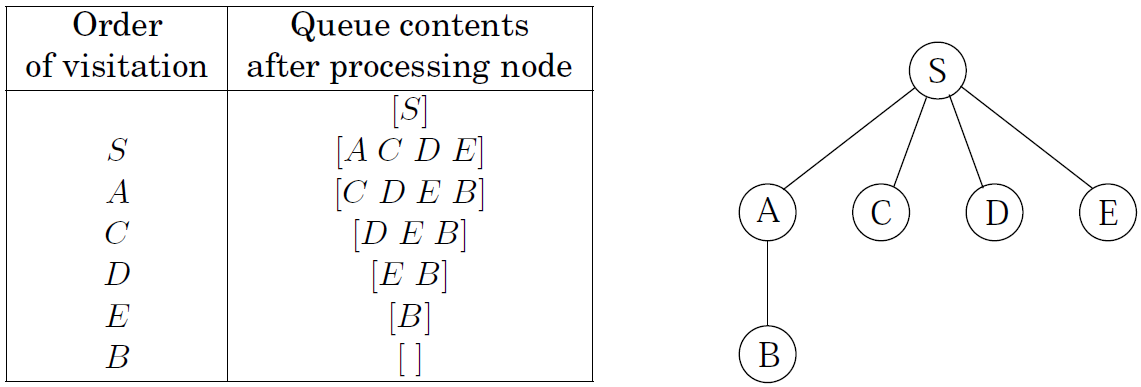 Order Queue contents
of visitation after processing node
[S]
S [A C D E]
A [C D E B]
C [D E B]
D [E B]
E [B]
B [ ]
S
A C D E
B